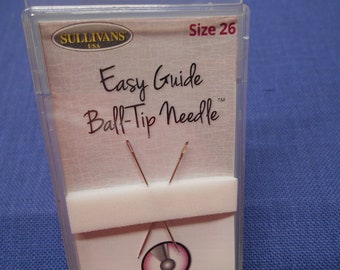 SULLIVANS
USA
Size 26
Easy Guide
Ball-Tip Needle™